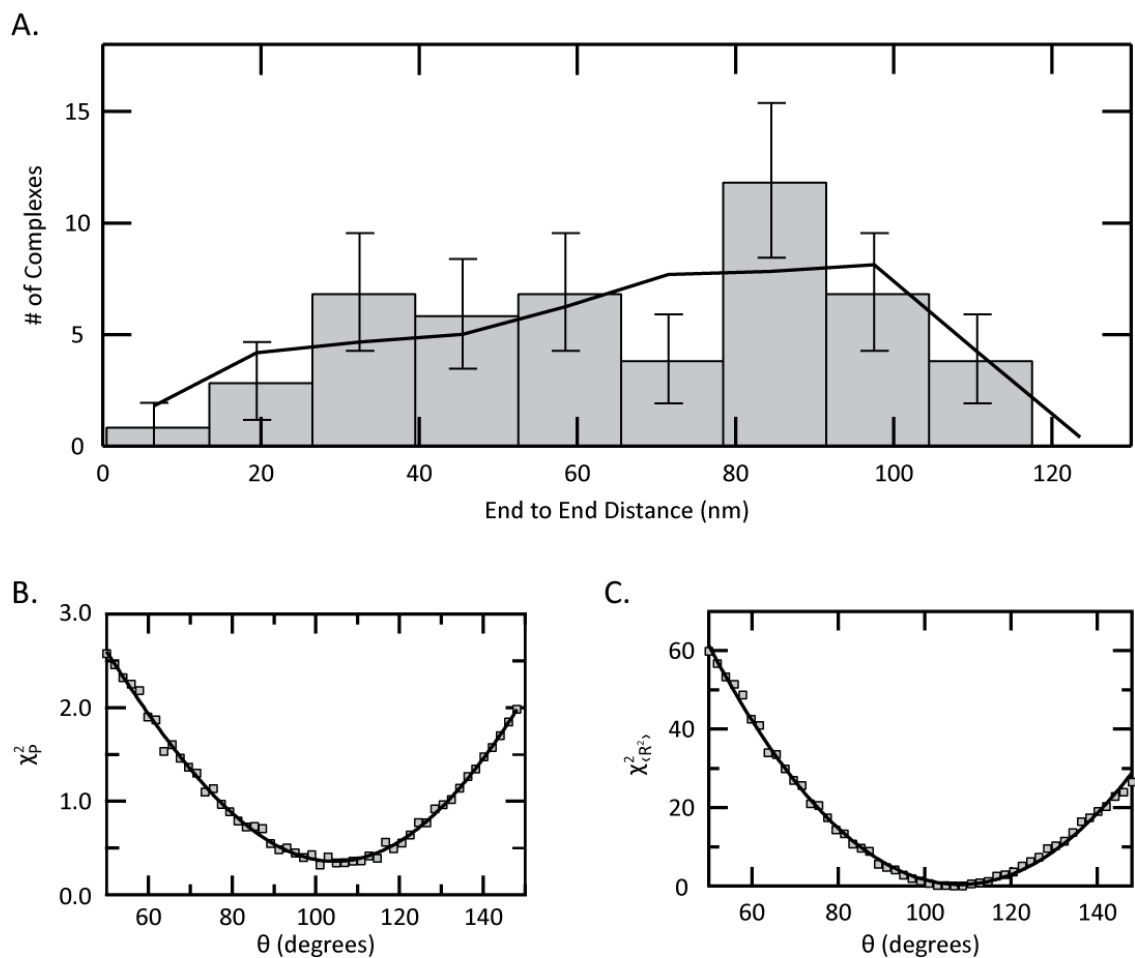 A.
15
10
5
0
# of Complexes
0 20 40 60 80 100 120
End to End Distance (nm)
B.
3.0
2.0
1.0
0.0
χ²P
60 80 100 120 140
θ (degrees)
C.
60
40
20
0
χ²‹R²›
60 80 100 120 140
θ (degrees)